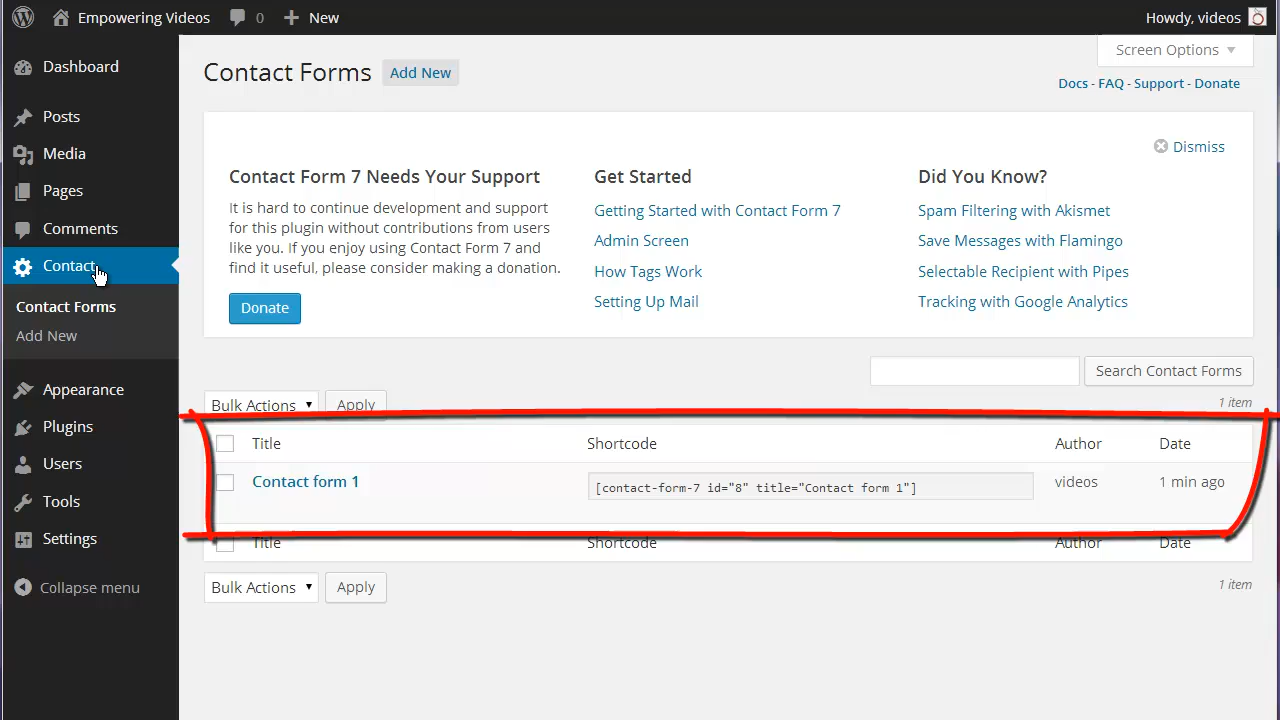 Empowering Videos 0 New Howdy, videos
Screen Options
Dashboard
Posts
Media
Pages
Comments
Contact
Contact Forms
Add New
Appearance
Plugins
Users
Tools
Settings
Collapse menu
Contact Forms Add New
Docs - FAQ - Support - Donate
Dismiss
Contact Form 7 Needs Your Support
It is hard to continue development and support
for this plugin without contributions from users
like you. If you enjoy using Contact Form 7 and
find it useful, please consider making a donation.
Donate
Get Started
Getting Started with Contact Form 7
Admin Screen
How Tags Work
Setting Up Mail
Did You Know?
Spam Filtering with Akismet
Save Messages with Flamingo
Selectable Recipient with Pipes
Tracking with Google Analytics
Search Contact Forms
Bulk Actions Apply 1 item
Title Shortcode Author Date
Contact form 1 [contact-form-7 id="8" title="Contact form 1"] videos 1 min ago
Title Shortcode Author Date
Bulk Actions Apply 1 item